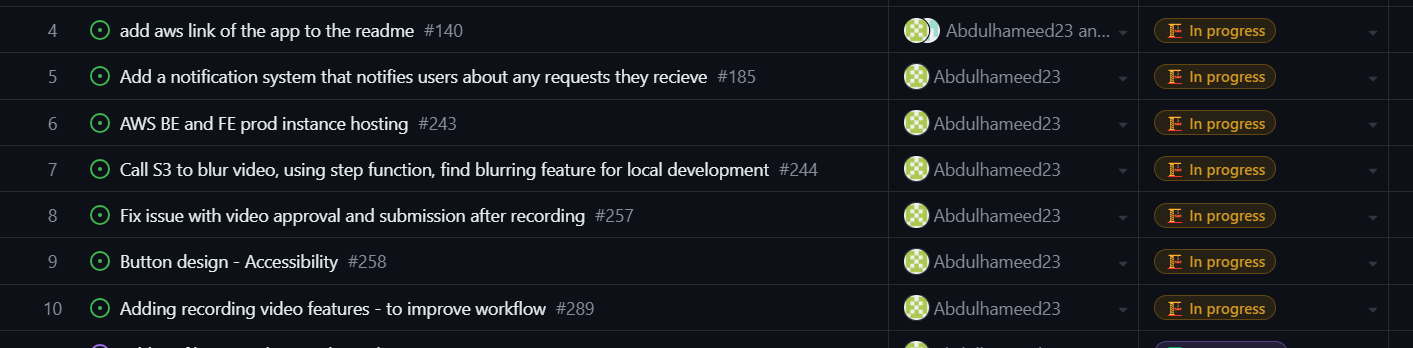 4 add aws link of the app to the readme #140 Abdulhameed23 an... In progress
5 Add a notification system that notifies users about any requests they recieve #185 Abdulhameed23 In progress
6 AWS BE and FE prod instance hosting #243 Abdulhameed23 In progress
7 Call S3 to blur video, using step function, find blurring feature for local development #244 Abdulhameed23 In progress
8 Fix issue with video approval and submission after recording #257 Abdulhameed23 In progress
9 Button design - Accessibility #258 Abdulhameed23 In progress
10 Adding recording video features - to improve workflow #289 Abdulhameed23 In progress